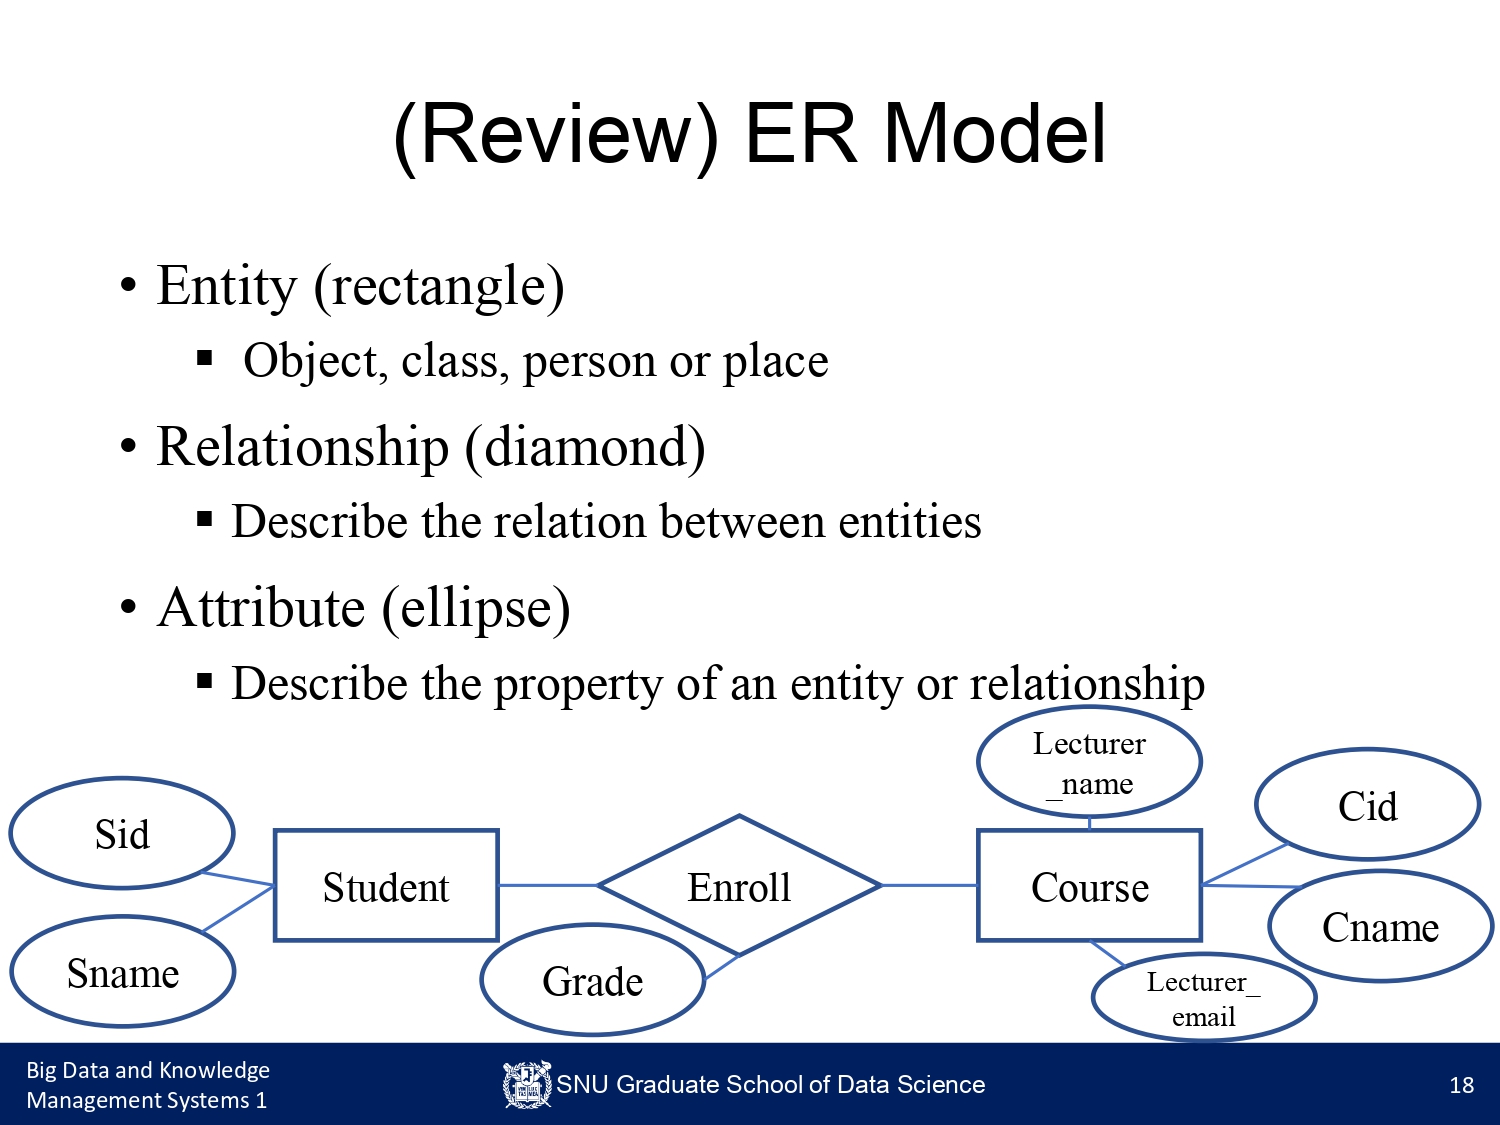 (Review) ER Model
• Entity (rectangle)
▪ Object, class, person or place
• Relationship (diamond)
▪ Describe the relation between entities
• Attribute (ellipse)
▪ Describe the property of an entity or relationship
Lecturer
_name
Cid
Sid
Student
Enroll
Course
Cname
Sname
Grade
Lecturer_
email
Big Data and Knowledge
Management Systems 1
SNU Graduate School of Data Science
18